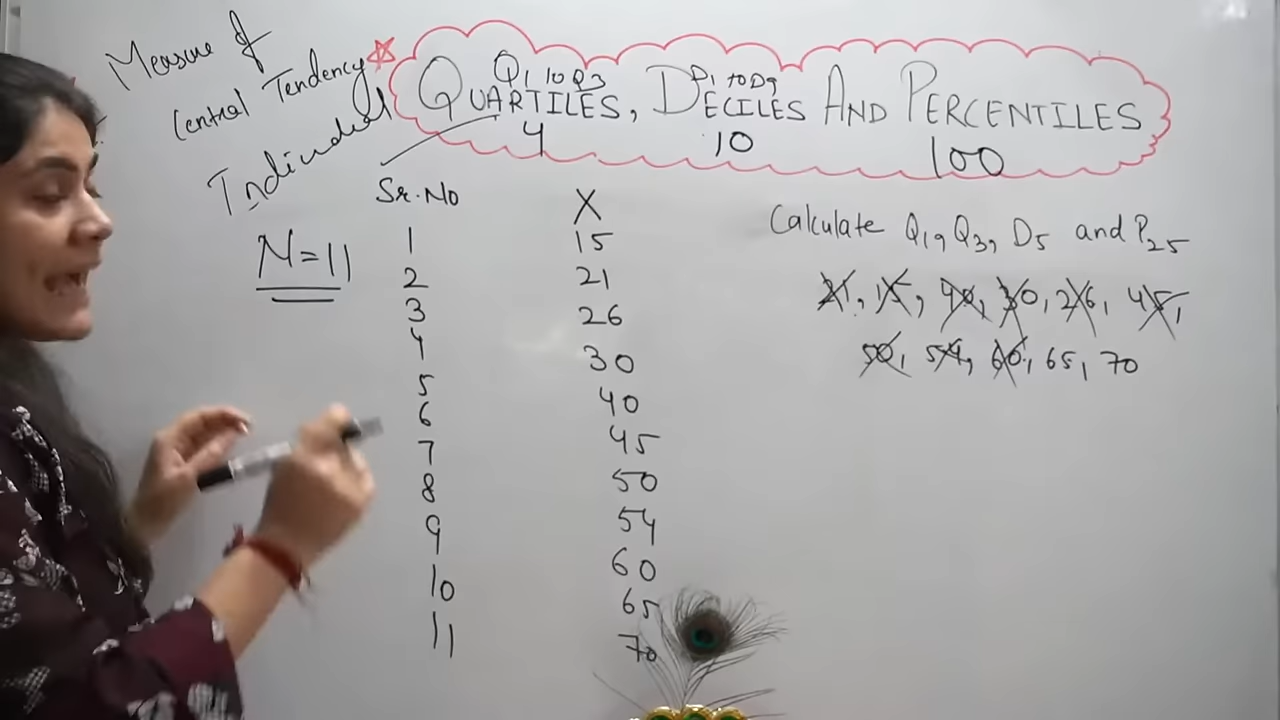 Measure of
Central Tendency
Individual
Q1 to Q3 D1 to D9
QUARTILES, DECILES AND PERCENTILES
4 10 100
Sr. No X
1 15
2 21
3 26
4 30
5 40
6 45
7 50
8 54
9 60
10 65
11 70
N = 11
Calculate Q1, Q3, D5 and P25
21, 15, 40, 30, 26, 45,
50, 54, 60, 65, 70